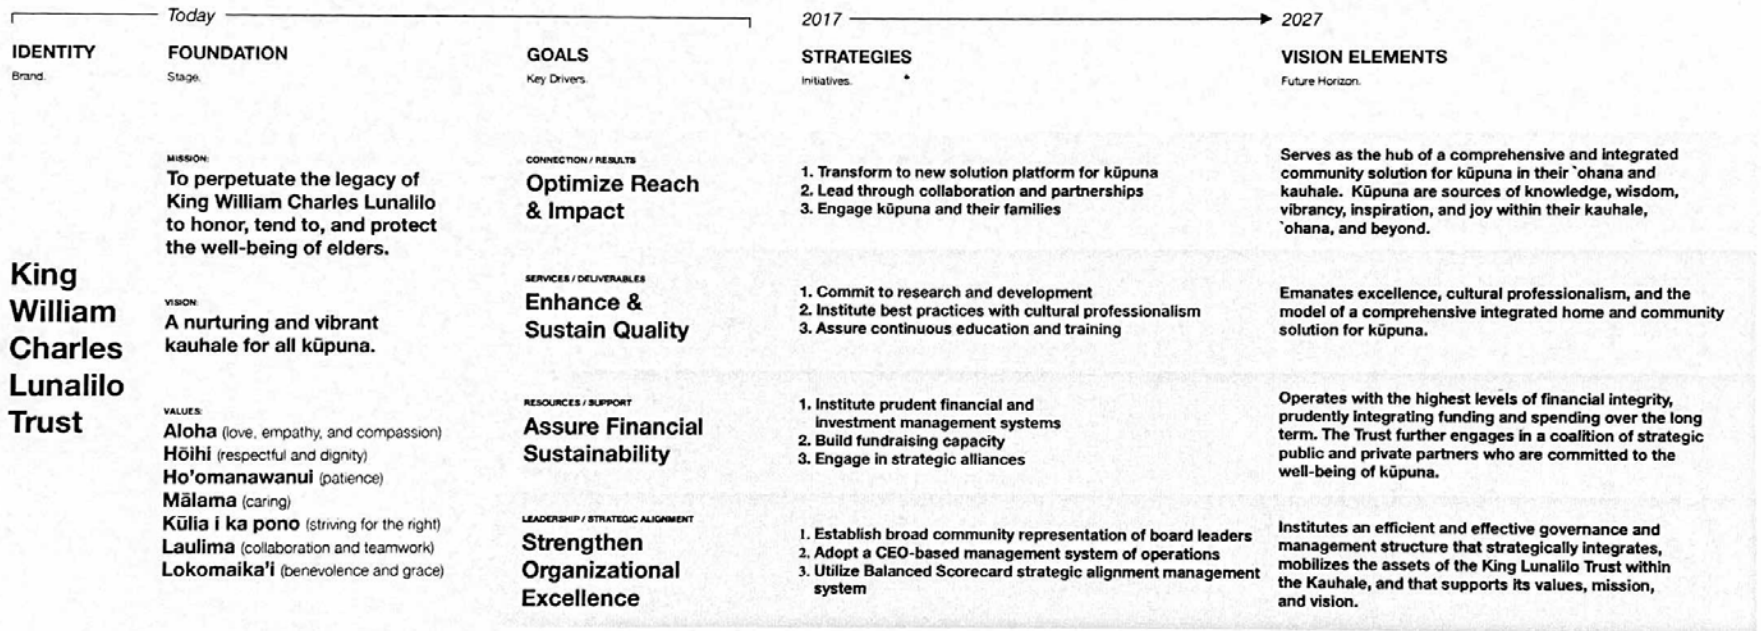 Today
2017
2027
IDENTITY
Brand.
FOUNDATION
Stage.
GOALS
Key Drivers.
STRATEGIES
Initiatives.
VISION ELEMENTS
Future Horizon.
King
William
Charles
Lunalilo
Trust
MISSION:
To perpetuate the legacy of
King William Charles Lunalilo
to honor, tend to, and protect
the well-being of elders.
VISION:
A nurturing and vibrant
kauhale for all kūpuna.
VALUES:
Aloha (love, empathy, and compassion)
Hōihi (respectful and dignity)
Ho'omanawanui (patience)
Mālama (caring)
Kūlia i ka pono (striving for the right)
Laulima (collaboration and teamwork)
Lokomaika'i (benevolence and grace)
CONNECTION / RESULTS
Optimize Reach
& Impact
1. Transform to new solution platform for kūpuna
2. Lead through collaboration and partnerships
3. Engage kūpuna and their families
Serves as the hub of a comprehensive and integrated
community solution for kūpuna in their `ohana and
kauhale. Kūpuna are sources of knowledge, wisdom,
vibrancy, inspiration, and joy within their kauhale,
`ohana, and beyond.
SERVICES / DELIVERABLES
Enhance &
Sustain Quality
1. Commit to research and development
2. Institute best practices with cultural professionalism
3. Assure continuous education and training
Emanates excellence, cultural professionalism, and the
model of a comprehensive integrated home and community
solution for kūpuna.
RESOURCES / SUPPORT
Assure Financial
Sustainability
1. Institute prudent financial and
investment management systems
2. Build fundraising capacity
3. Engage in strategic alliances
Operates with the highest levels of financial integrity,
prudently integrating funding and spending over the long
term. The Trust further engages in a coalition of strategic
public and private partners who are committed to the
well-being of kūpuna.
LEADERSHIP / STRATEGIC ALIGNMENT
Strengthen
Organizational
Excellence
1. Establish broad community representation of board leaders
2. Adopt a CEO-based management system of operations
3. Utilize Balanced Scorecard strategic alignment management
system
Institutes an efficient and effective governance and
management structure that strategically integrates,
mobilizes the assets of the King Lunalilo Trust within
the Kauhale, and that supports its values, mission,
and vision.